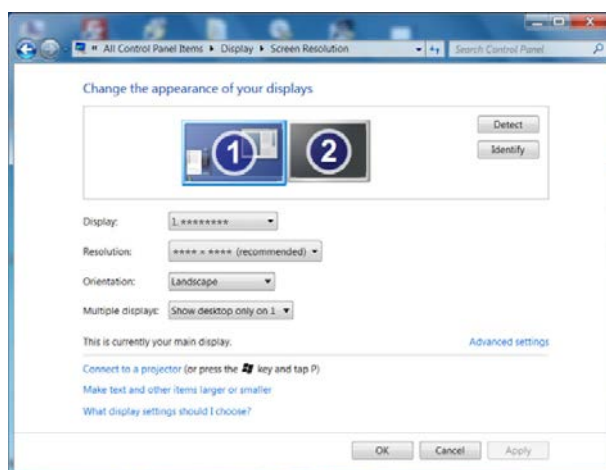 « All Control Panel Items ▸ Display ▸ Screen Resolution
Search Control Panel
Change the appearance of your displays
1
2
Detect
Identify
Display: 1. ********
Resolution: **** × **** (recommended)
Orientation: Landscape
Multiple displays: Show desktop only on 1
This is currently your main display.
Advanced settings
Connect to a projector (or press the key and tap P)
Make text and other items larger or smaller
What display settings should I choose?
OK Cancel Apply